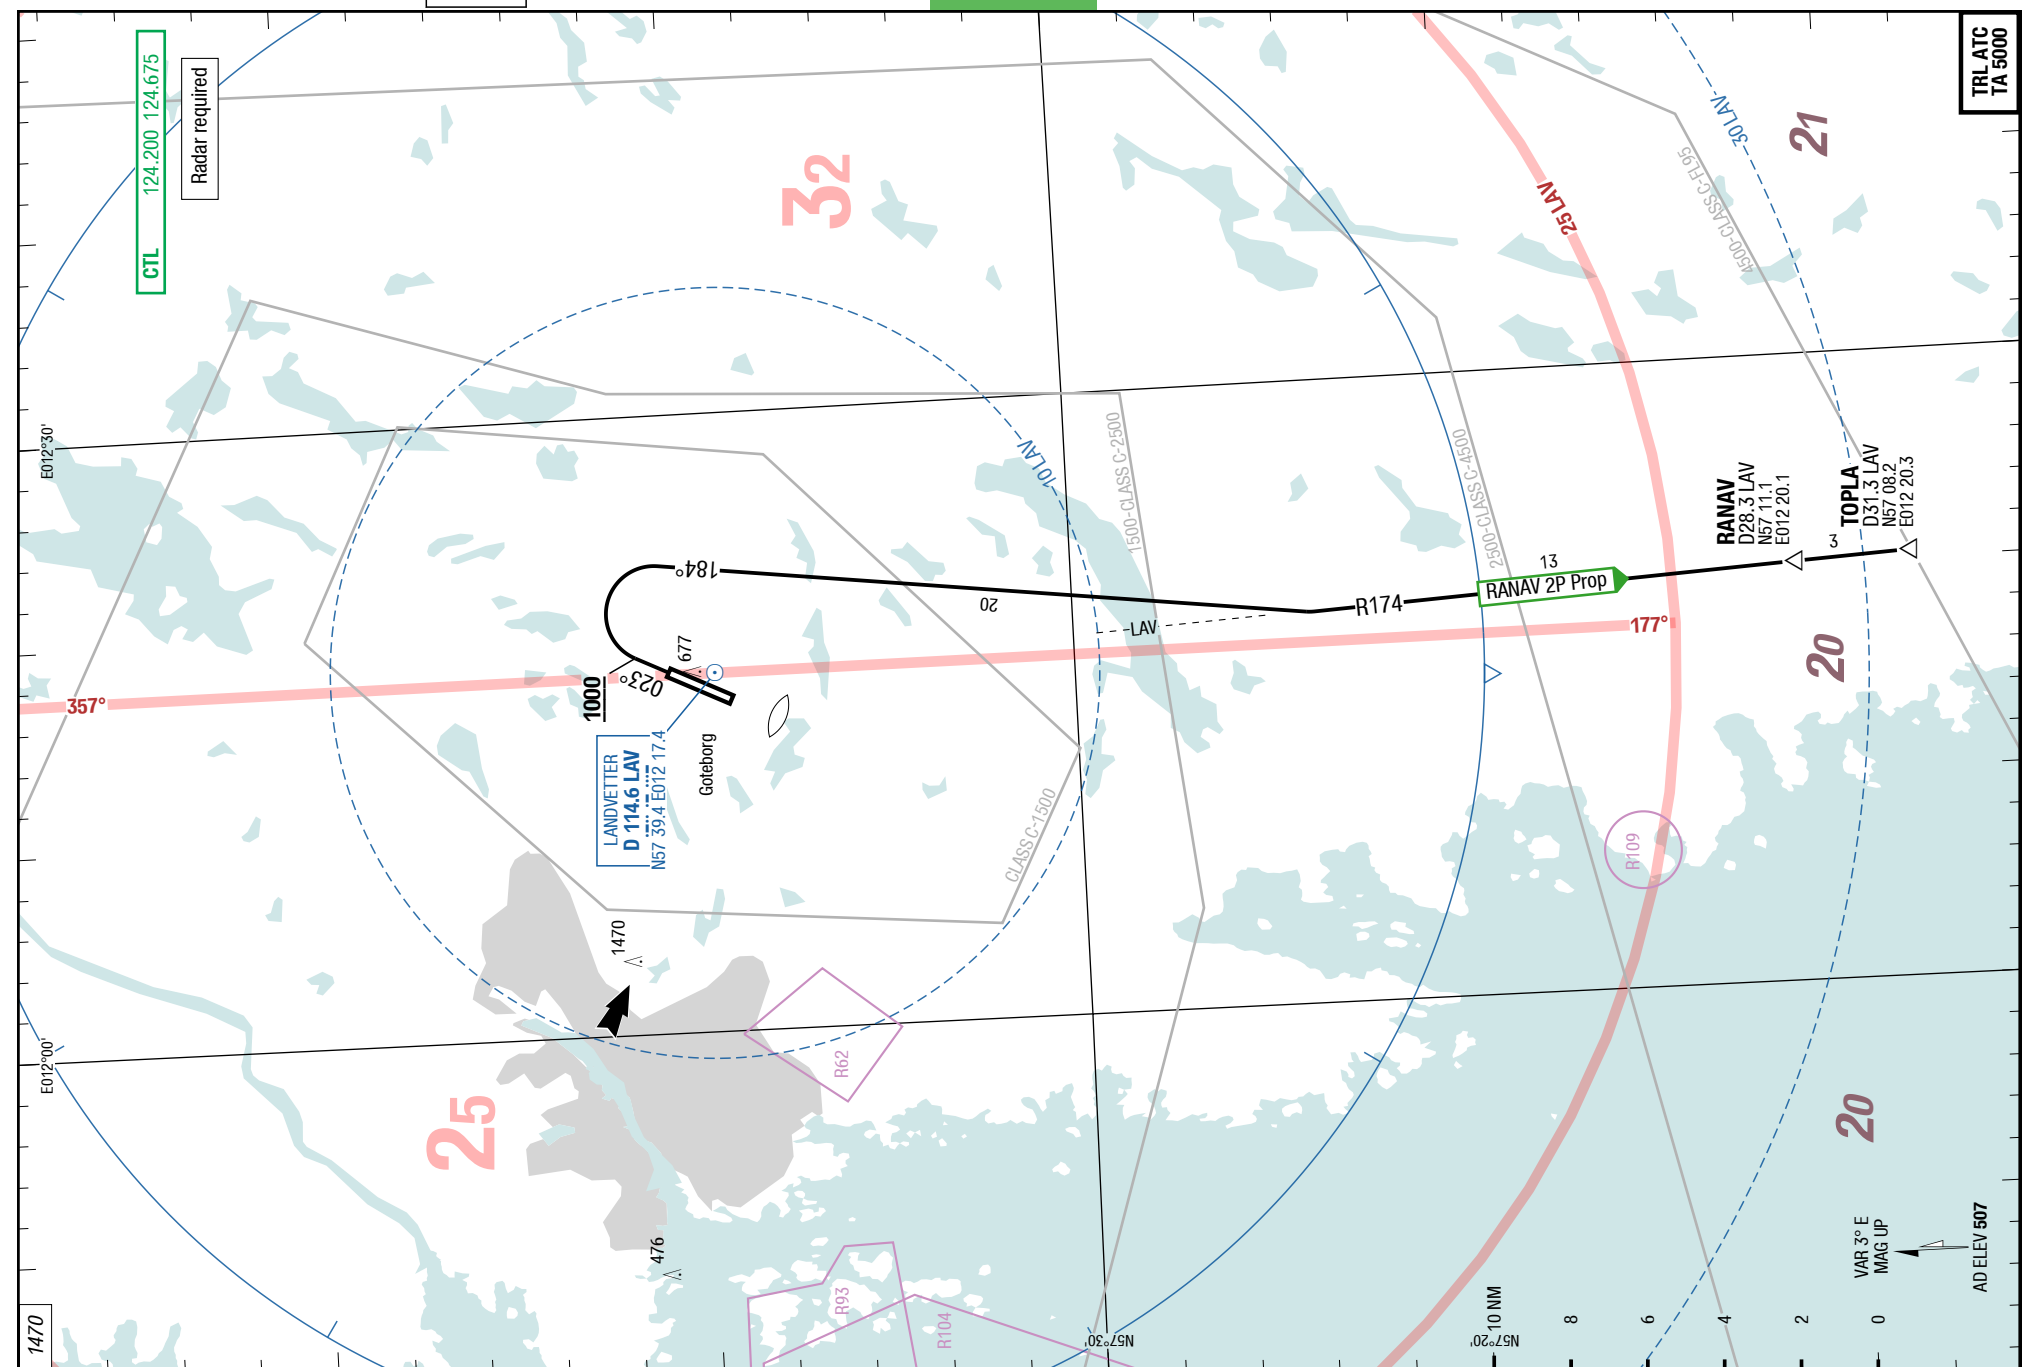 CTL 124.200 124.675
Radar required
TRL ATC
TA 5000
30 LAV
21
4500-CLASS C-FL95
25 LAV
32
E012°30'
10 LAV
1500-CLASS C-2500
2500-CLASS C-4500
RANAV
D28.3 LAV
N57 11.1
E012 20.1
TOPLA
D31.3 LAV
N57 08.2
E012 20.3
3
13
RANAV 2P Prop
R174
184°
20
LAV
177°
20
677
023°
1000
357°
LANDVETTER
D 114.6 LAV
N57 39.4 E012 17.4
Goteborg
CLASS C-1500
R109
1470
E012°00'
R62
25
20
476
R93
R104
N57°30'
N57°20'
10 NM
8
6
4
2
0
VAR 3° E
MAG UP
AD ELEV 507
1470